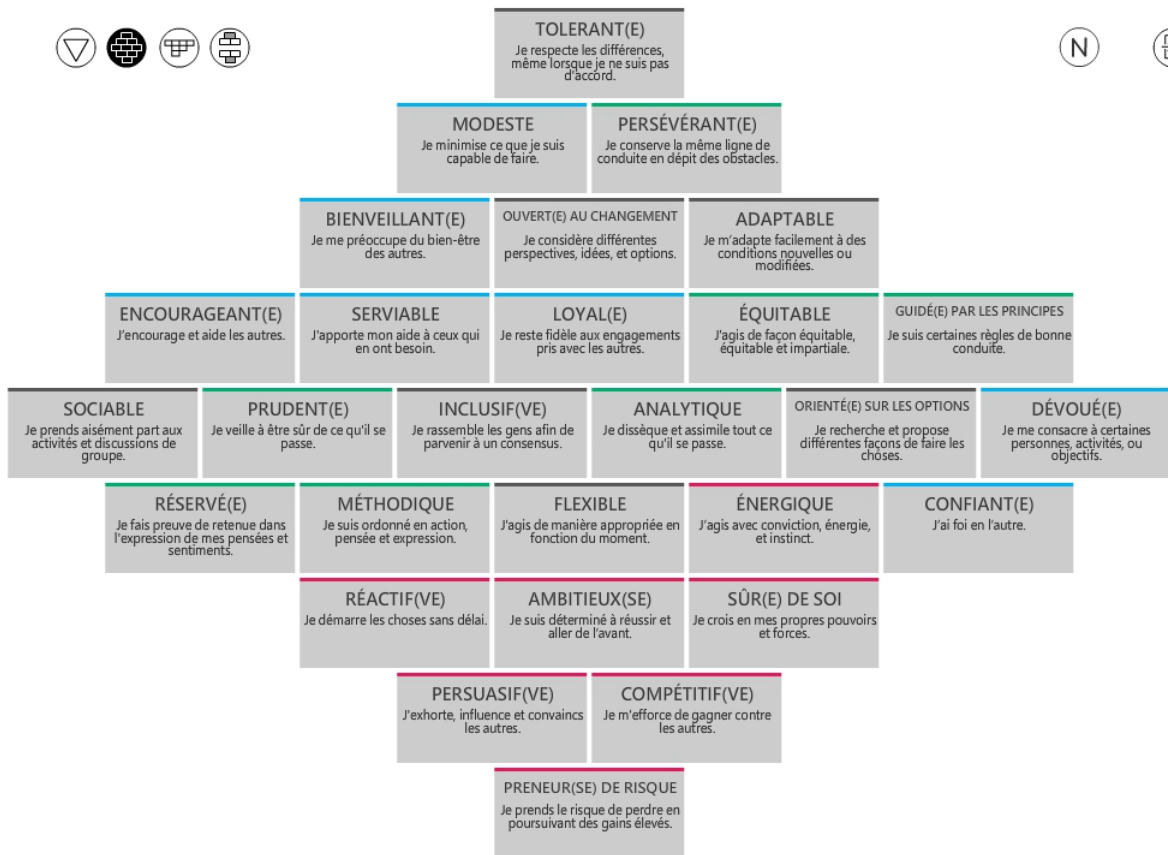 N
TOLERANT(E)
Je respecte les différences,
même lorsque je ne suis pas
d'accord.
MODESTE
Je minimise ce que je suis
capable de faire.
PERSÉVÉRANT(E)
Je conserve la même ligne de
conduite en dépit des obstacles.
BIENVEILLANT(E)
Je me préoccupe du bien-être
des autres.
OUVERT(E) AU CHANGEMENT
Je considère différentes
perspectives, idées, et options.
ADAPTABLE
Je m'adapte facilement à des
conditions nouvelles ou
modifiées.
ENCOURAGEANT(E)
J'encourage et aide les autres.
SERVIABLE
J'apporte mon aide à ceux qui
en ont besoin.
LOYAL(E)
Je reste fidèle aux engagements
pris avec les autres.
ÉQUITABLE
J'agis de façon équitable,
équitable et impartiale.
GUIDÉ(E) PAR LES PRINCIPES
Je suis certaines règles de bonne
conduite.
SOCIABLE
Je prends aisément part aux
activités et discussions de
groupe.
PRUDENT(E)
Je veille à être sûr de ce qu'il se
passe.
INCLUSIF(VE)
Je rassemble les gens afin de
parvenir à un consensus.
ANALYTIQUE
Je dissèque et assimile tout ce
qu'il se passe.
ORIENTÉ(E) SUR LES OPTIONS
Je recherche et propose
différentes façons de faire les
choses.
DÉVOUÉ(E)
Je me consacre à certaines
personnes, activités, ou
objectifs.
RÉSERVÉ(E)
Je fais preuve de retenue dans
l'expression de mes pensées et
sentiments.
MÉTHODIQUE
Je suis ordonné en action,
pensée et expression.
FLEXIBLE
J'agis de manière appropriée en
fonction du moment.
ÉNERGIQUE
J'agis avec conviction, énergie,
et instinct.
CONFIANT(E)
J'ai foi en l'autre.
RÉACTIF(VE)
Je démarre les choses sans délai.
AMBITIEUX(SE)
Je suis déterminé à réussir et
aller de l'avant.
SÛR(E) DE SOI
Je crois en mes propres pouvoirs
et forces.
PERSUASIF(VE)
J'exhorte, influence et convaincs
les autres.
COMPÉTITIF(VE)
Je m'efforce de gagner contre
les autres.
PRENEUR(SE) DE RISQUE
Je prends le risque de perdre en
poursuivant des gains élevés.